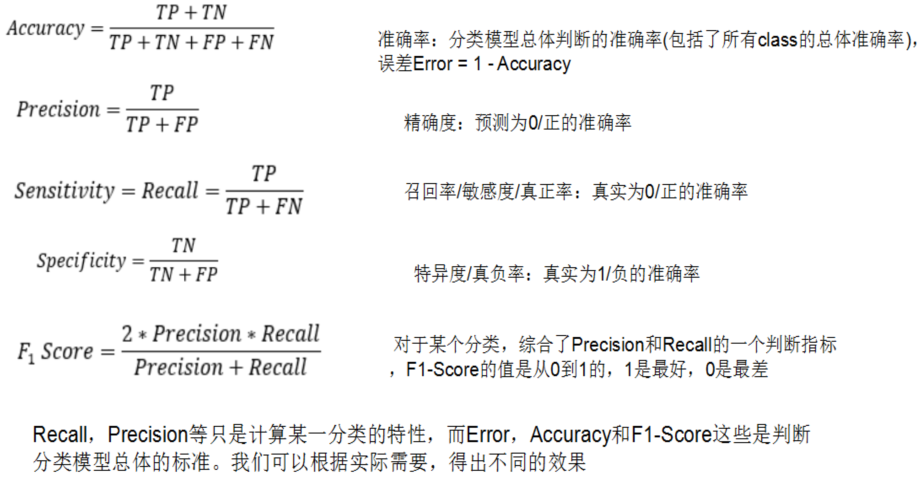 Accuracy = (TP + TN) / (TP + TN + FP + FN)
准确率：分类模型总体判断的准确率(包括了所有class的总体准确率)，
误差Error = 1 - Accuracy
Precision = TP / (TP + FP)
精确度：预测为0/正的准确率
Sensitivity = Recall = TP / (TP + FN)
召回率/敏感度/真正率：真实为0/正的准确率
Specificity = TN / (TN + FP)
特异度/真负率：真实为1/负的准确率
F₁ Score = (2 * Precision * Recall) / (Precision + Recall)
对于某个分类，综合了Precision和Recall的一个判断指标
，F1-Score的值是从0到1的，1是最好，0是最差
Recall，Precision等只是计算某一分类的特性，而Error，Accuracy和F1-Score这些是判断
分类模型总体的标准。我们可以根据实际需要，得出不同的效果